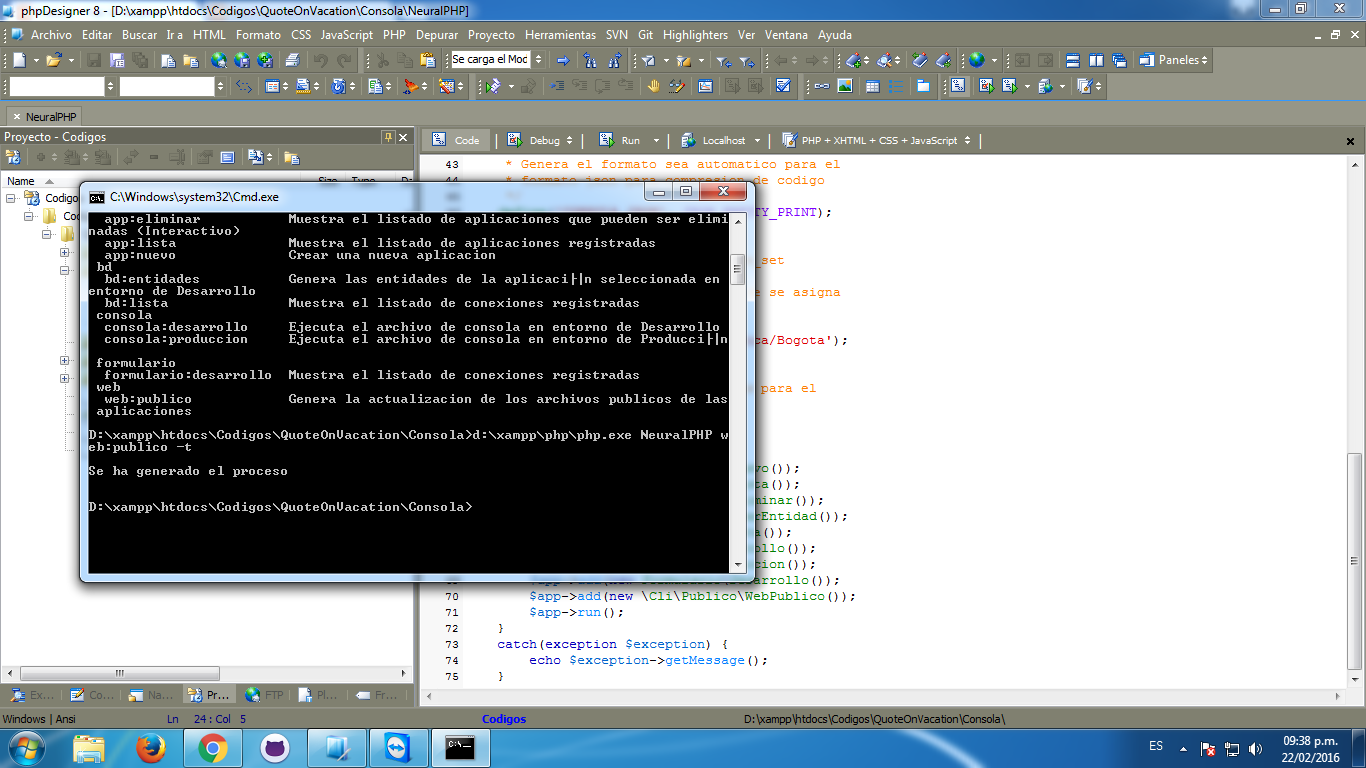 phpDesigner 8 - [D:\xampp\htdocs\Codigos\QuoteOnVacation\Consola\NeuralPHP]
Archivo Editar Buscar Ir a HTML Formato CSS JavaScript PHP Depurar Proyecto Herramientas SVN Git Highlighters Ver Ventana Ayuda
Se carga el Mod
Paneles
NeuralPHP
Proyecto - Codigos
Code Debug Run Localhost PHP + XHTML + CSS + JavaScript
Name Size Type
Codigo
Co
43 * Genera el formato sea automatico para el
* formato json para compresion de codigo
TY_PRINT);
_set
e se asigna
ca/Bogota');
para el
vo());
ta());
minar());
rEntidad());
a());
ollo());
cion());
arrollo());
70 $app->add(new \Cli\Publico\WebPublico());
71 $app->run();
72 }
73 catch(exception $exception) {
74 echo $exception->getMessage();
75 }
C:\Windows\system32\Cmd.exe
app:eliminar Muestra el listado de aplicaciones que pueden ser elimi
nadas (Interactivo)
app:lista Muestra el listado de aplicaciones registradas
app:nuevo Crear una nueva aplicacion
bd
bd:entidades Genera las entidades de la aplicaci├│n seleccionada en
entorno de Desarrollo
bd:lista Muestra el listado de conexiones registradas
consola
consola:desarrollo Ejecuta el archivo de consola en entorno de Desarrollo
consola:produccion Ejecuta el archivo de consola en entorno de Producci├│n
formulario
formulario:desarrollo Muestra el listado de conexiones registradas
web
web:publico Genera la actualizacion de los archivos publicos de las
aplicaciones
D:\xampp\htdocs\Codigos\QuoteOnVacation\Consola>d:\xampp\php\php.exe NeuralPHP w
eb:publico -t
Se ha generado el proceso
D:\xampp\htdocs\Codigos\QuoteOnVacation\Consola>
Ex... Co... Na... Pr... FTP Pl... Fr...
Windows | Ansi Ln 24 : Col 5 Codigos D:\xampp\htdocs\Codigos\QuoteOnVacation\Consola\
ES 09:38 p.m.
22/02/2016